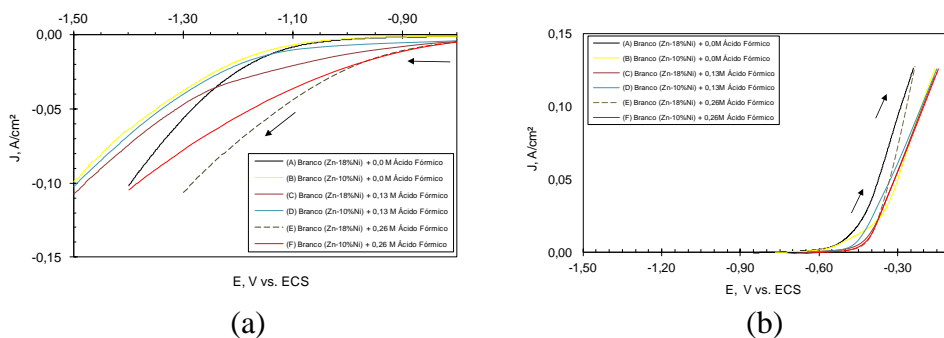 -1,50 -1,30 -1,10 -0,90
0,00
-0,05
-0,10
-0,15
J, A/cm²
(A) Branco (Zn-18%Ni) + 0,0 M Ácido Fórmico
(B) Branco (Zn-10%Ni) + 0,0 M Ácido Fórmico
(C) Branco (Zn-18%Ni) + 0,13 M Ácido Fórmico
(D) Branco (Zn-10%Ni) + 0,13 M Ácido Fórmico
(E) Branco (Zn-18%Ni) + 0,26 M Ácido Fórmico
(F) Branco (Zn-10%Ni) + 0,26 M Ácido Fórmico
E, V vs. ECS
(a)
0,15
0,10
0,05
0,00
J, A/cm²
(A) Branco (Zn-18%Ni) + 0,0M Ácido Fórmico
(B) Branco (Zn-10%Ni) + 0,0M Ácido Fórmico
(C) Branco (Zn-18%Ni) + 0,13M Ácido Fórmico
(D) Branco (Zn-10%Ni) + 0,13M Ácido Fórmico
(E) Branco (Zn-18%Ni) + 0,26M Ácido Fórmico
(F) Branco (Zn-10%Ni) + 0,26M Ácido Fórmico
-1,50 -1,20 -0,90 -0,60 -0,30
E, V vs. ECS
(b)